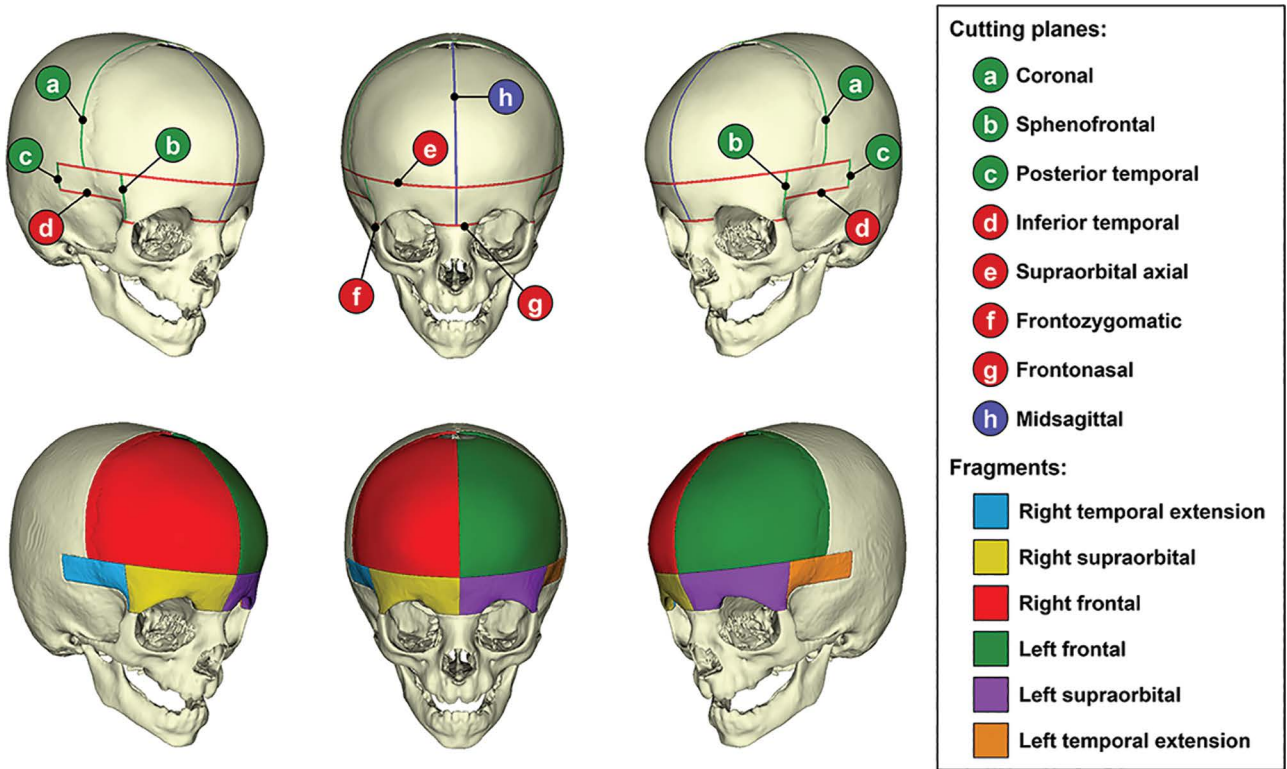 a
b
c
d
h
e
f
g
a
b
c
d
Cutting planes:
a Coronal
b Sphenofrontal
c Posterior temporal
d Inferior temporal
e Supraorbital axial
f Frontozygomatic
g Frontonasal
h Midsagittal
Fragments:
Right temporal extension
Right supraorbital
Right frontal
Left frontal
Left supraorbital
Left temporal extension